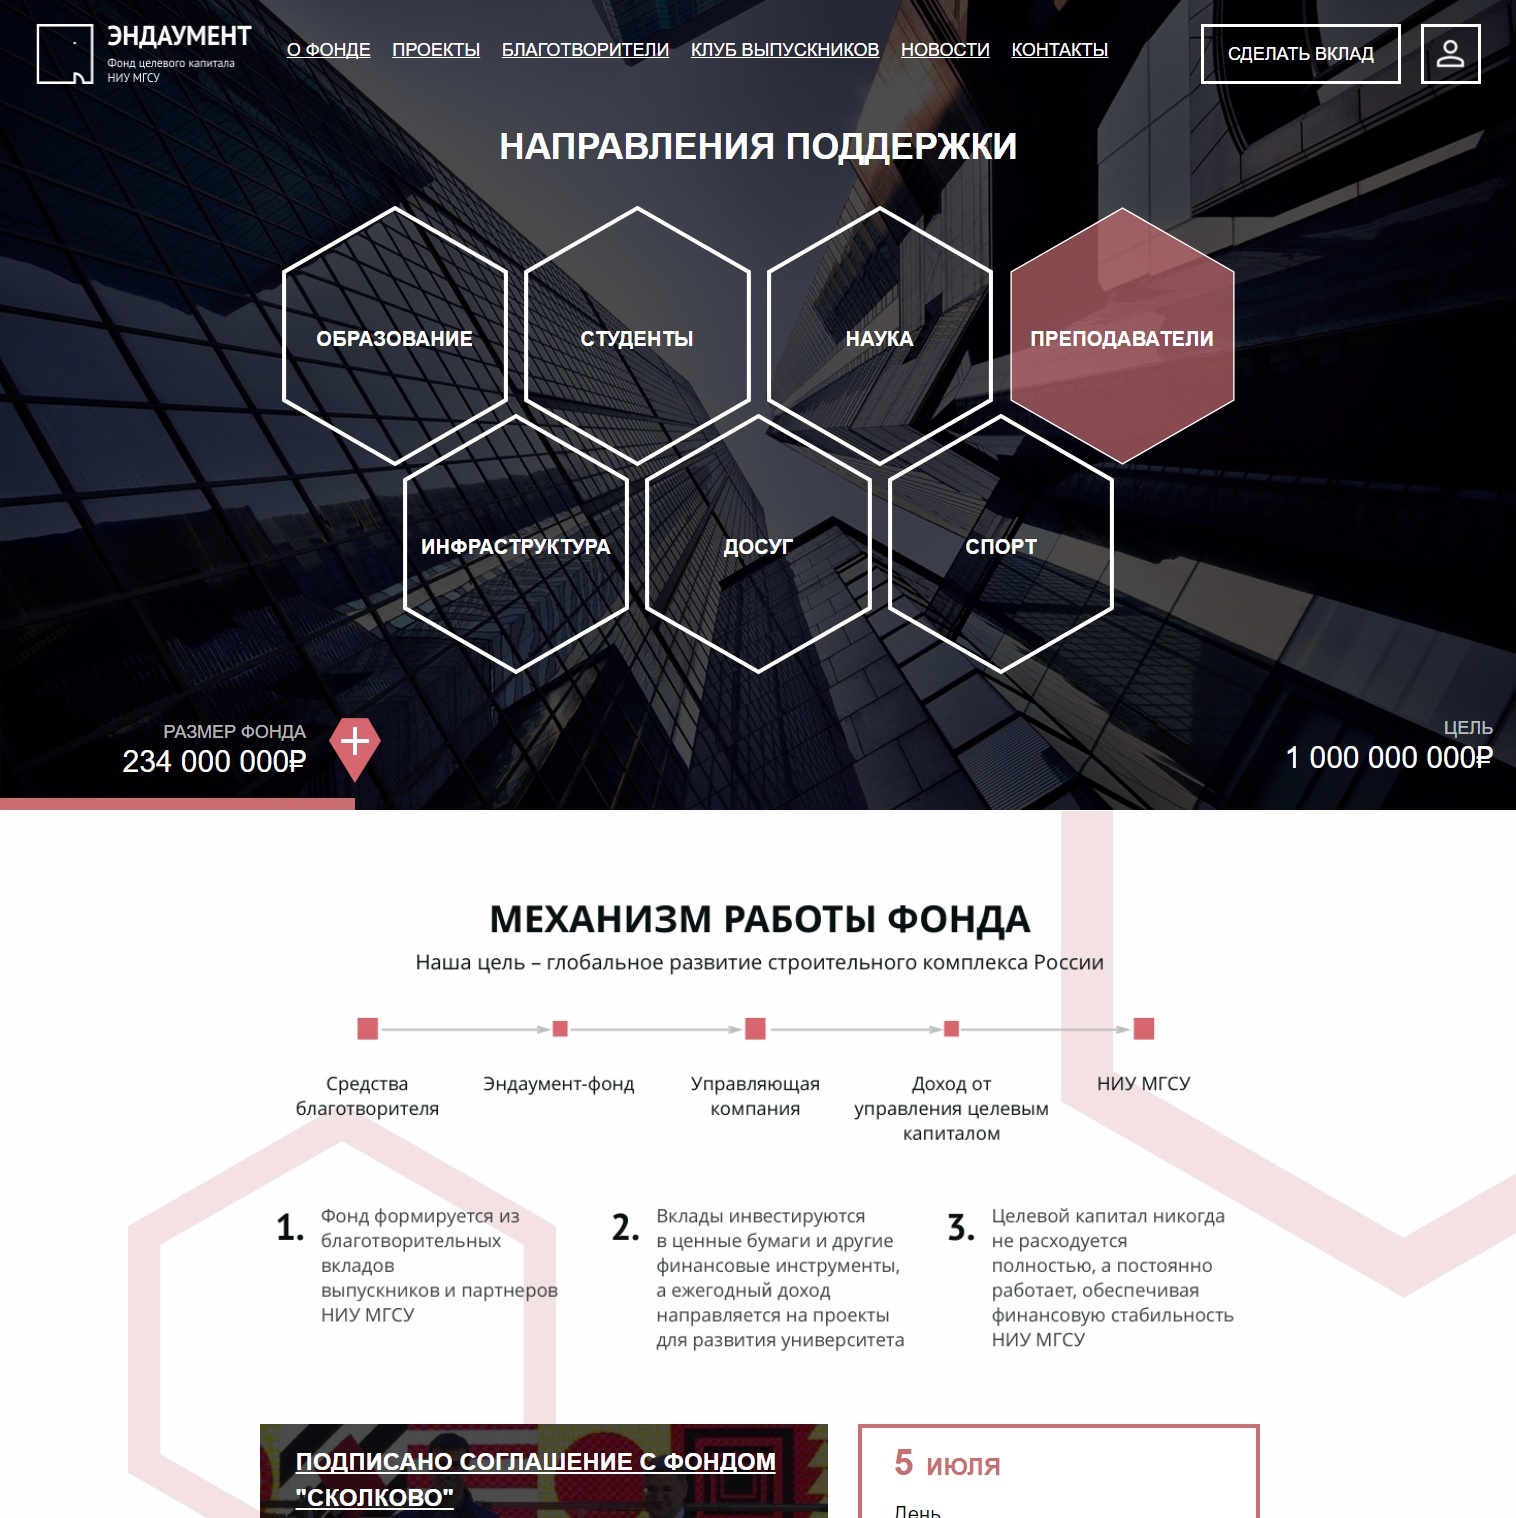 ЭНДАУМЕНТ
Фонд целевого капитала
НИУ МГСУ
О ФОНДЕ ПРОЕКТЫ БЛАГОТВОРИТЕЛИ КЛУБ ВЫПУСКНИКОВ НОВОСТИ КОНТАКТЫ
СДЕЛАТЬ ВКЛАД
НАПРАВЛЕНИЯ ПОДДЕРЖКИ
ОБРАЗОВАНИЕ
СТУДЕНТЫ
НАУКА
ПРЕПОДАВАТЕЛИ
ИНФРАСТРУКТУРА
ДОСУГ
СПОРТ
РАЗМЕР ФОНДА
234 000 000₽
ЦЕЛЬ
1 000 000 000₽
МЕХАНИЗМ РАБОТЫ ФОНДА
Наша цель – глобальное развитие строительного комплекса России
Средства
благотворителя
Эндаумент-фонд
Управляющая
компания
Доход от
управления целевым
капиталом
НИУ МГСУ
1. Фонд формируется из
благотворительных
вкладов
выпускников и партнеров
НИУ МГСУ
2. Вклады инвестируются
в ценные бумаги и другие
финансовые инструменты,
а ежегодный доход
направляется на проекты
для развития университета
3. Целевой капитал никогда
не расходуется
полностью, а постоянно
работает, обеспечивая
финансовую стабильность
НИУ МГСУ
ПОДПИСАНО СОГЛАШЕНИЕ С ФОНДОМ
"СКОЛКОВО"
5 ИЮЛЯ
День